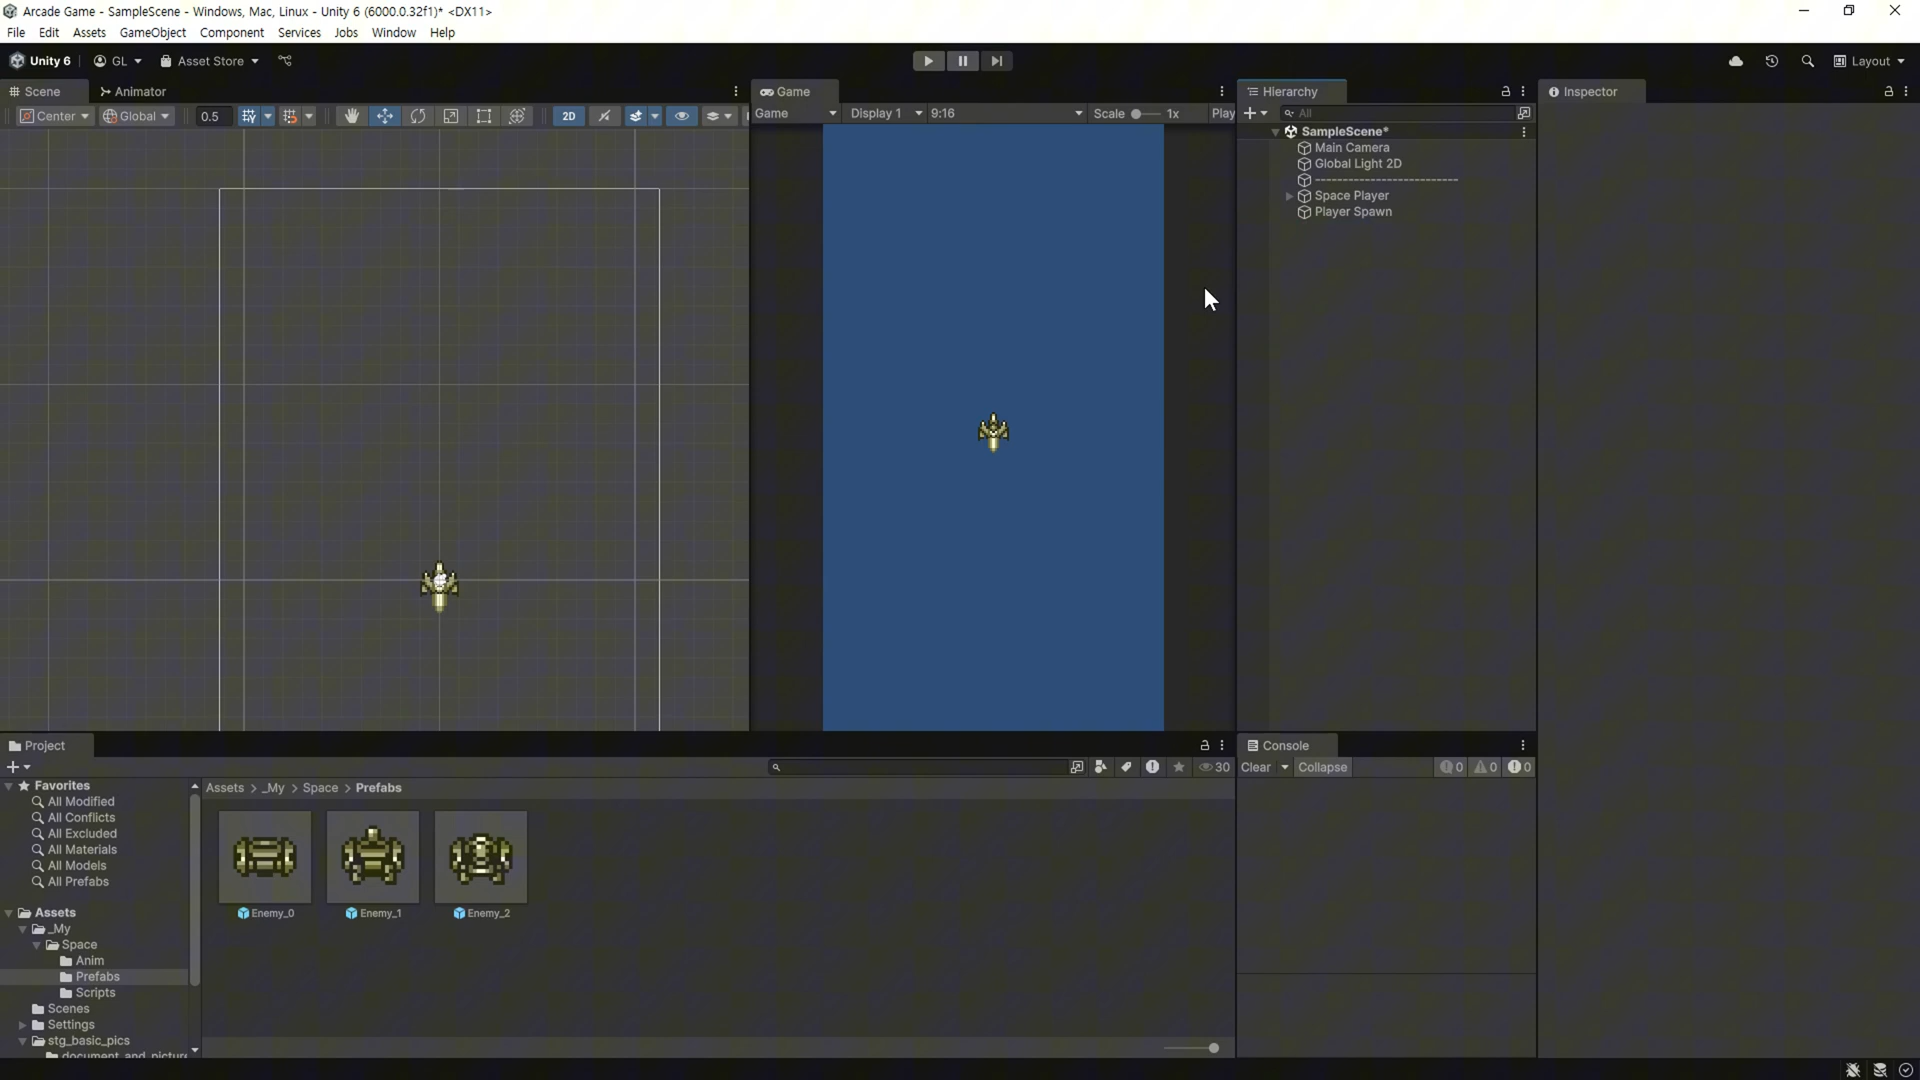 Arcade Game - SampleScene - Windows, Mac, Linux - Unity 6 (6000.0.32f1)* <DX11>
File Edit Assets GameObject Component Services Jobs Window Help
Unity 6 GL Asset Store Layout
Scene Animator
Center Global 0.5 2D
Game
Game Display 1 9:16 Scale 1x Play
Hierarchy
All
SampleScene*
Main Camera
Global Light 2D
--------------------------
Space Player
Player Spawn
Inspector
Project
30
Favorites
All Modified
All Conflicts
All Excluded
All Materials
All Models
All Prefabs
Assets
_My
Space
Anim
Prefabs
Scripts
Scenes
Settings
stg_basic_pics
document_and_picture
Assets > _My > Space > Prefabs
Enemy_0 Enemy_1 Enemy_2
Console
Clear Collapse 0 0 0